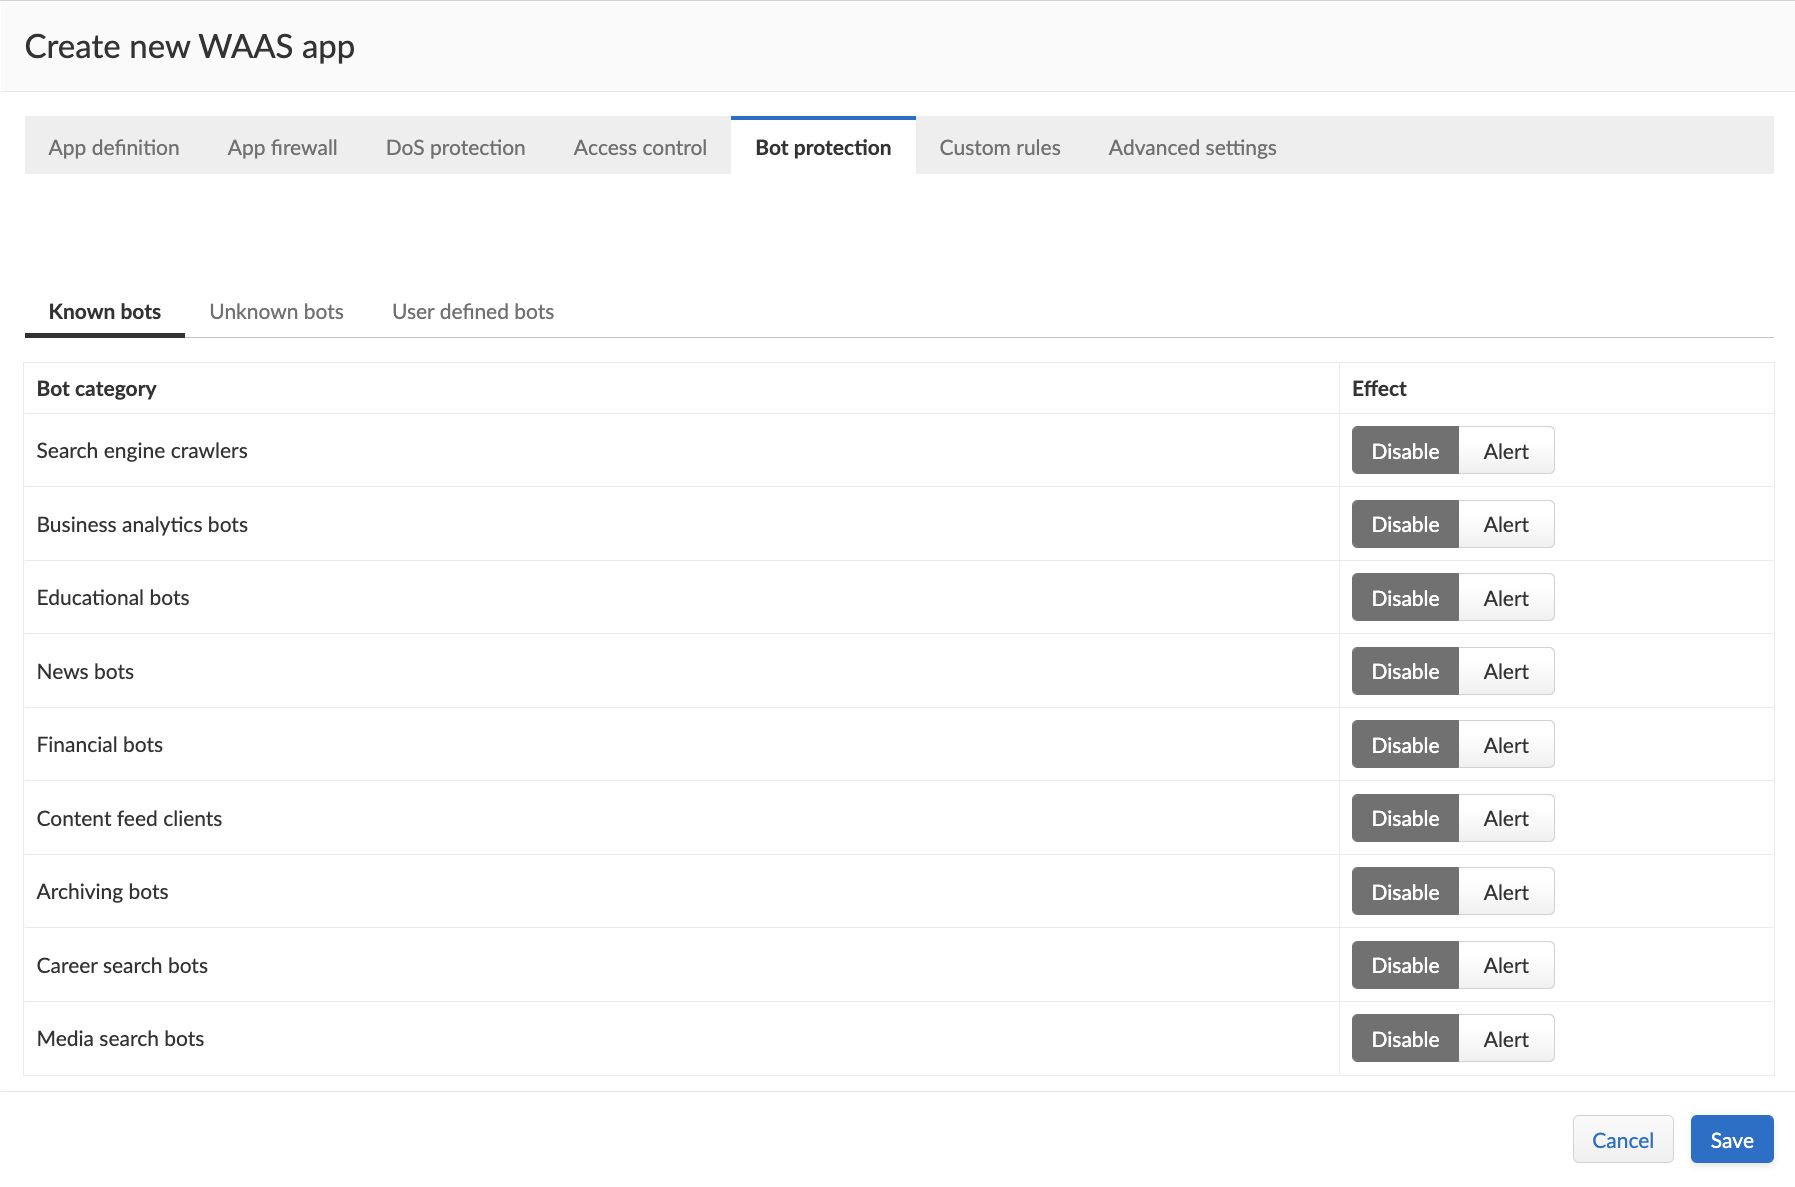 Create new WAAS app
App definition App firewall DoS protection Access control Bot protection Custom rules Advanced settings
Known bots Unknown bots User defined bots
Bot category Effect
Search engine crawlers Disable Alert
Business analytics bots Disable Alert
Educational bots Disable Alert
News bots Disable Alert
Financial bots Disable Alert
Content feed clients Disable Alert
Archiving bots Disable Alert
Career search bots Disable Alert
Media search bots Disable Alert
Cancel Save